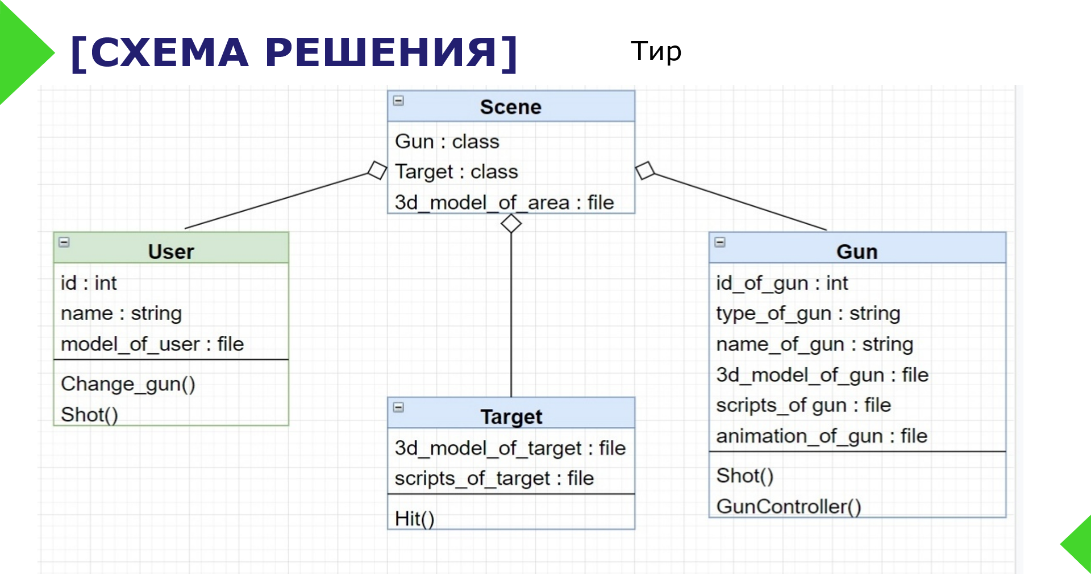 [СХЕМА РЕШЕНИЯ]
Тир
Scene
Gun : class
Target : class
3d_model_of_area : file
User
id : int
name : string
model_of_user : file
Change_gun()
Shot()
Target
3d_model_of_target : file
scripts_of_target : file
Hit()
Gun
id_of_gun : int
type_of_gun : string
name_of_gun : string
3d_model_of_gun : file
scripts_of gun : file
animation_of_gun : file
Shot()
GunController()